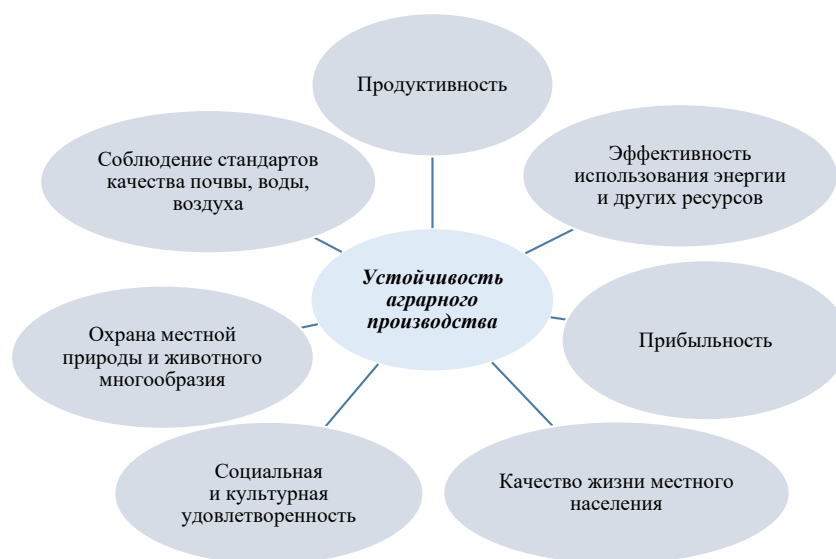 Продуктивность
Эффективность
использования энергии
и других ресурсов
Прибыльность
Качество жизни местного
населения
Социальная
и культурная
удовлетворенность
Охрана местной
природы и животного
многообразия
Соблюдение стандартов
качества почвы, воды,
воздуха
Устойчивость
аграрного
производства